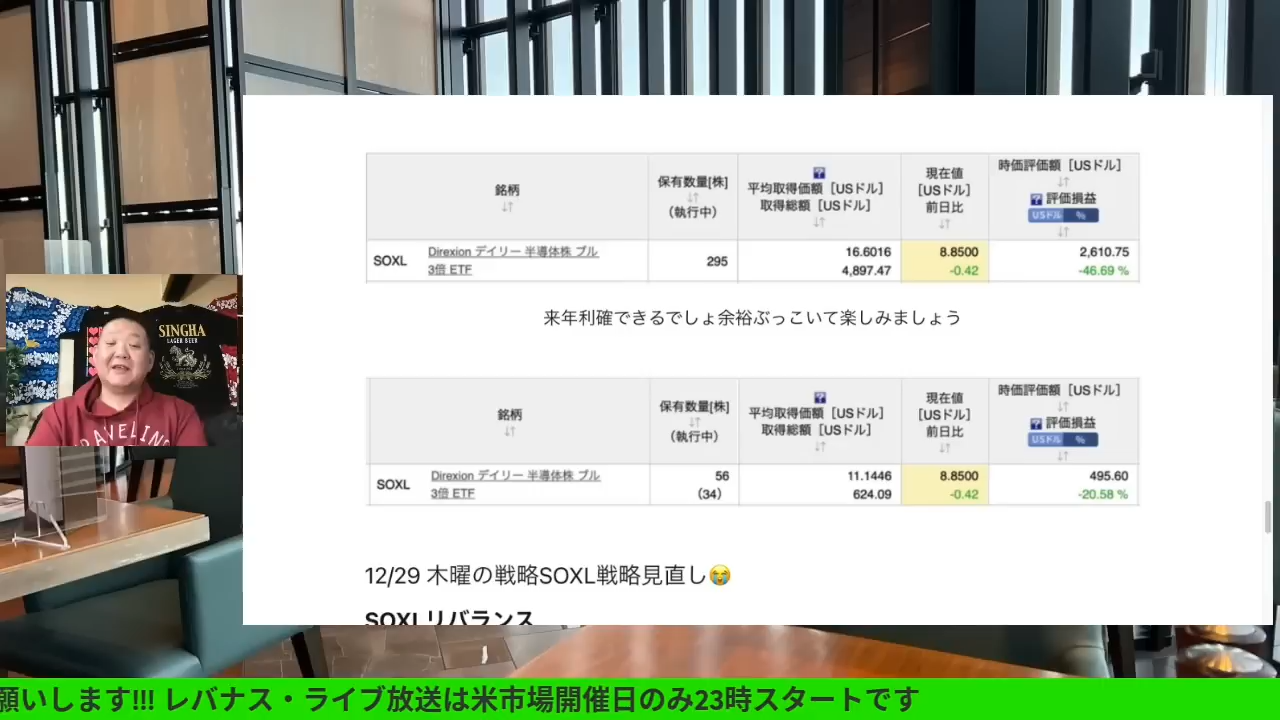 銘柄
保有数量[株]
（執行中）
平均取得価額［USドル］
取得総額［USドル］
現在値
［USドル］
前日比
時価評価額［USドル］
評価損益
USドル %
SOXL
Direxion デイリー 半導体株 ブル
3倍 ETF
295
16.6016
4,897.47
8.8500
-0.42
2,610.75
-46.69 %
来年利確できるでしょ余裕ぶっこいて楽しみましょう
銘柄
保有数量[株]
（執行中）
平均取得価額［USドル］
取得総額［USドル］
現在値
［USドル］
前日比
時価評価額［USドル］
評価損益
USドル %
SOXL
Direxion デイリー 半導体株 ブル
3倍 ETF
56
（34）
11.1446
624.09
8.8500
-0.42
495.60
-20.58 %
12/29 木曜の戦略SOXL戦略見直し😭
SOXLリバランス
SINGHA
LAGER BEER
RAVELING
願いします!!! レバナス・ライブ放送は米市場開催日のみ23時スタートです